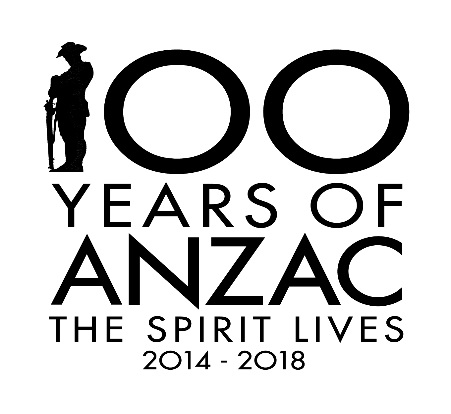 100
YEARS OF
ANZAC
THE SPIRIT LIVES
2014 - 2018